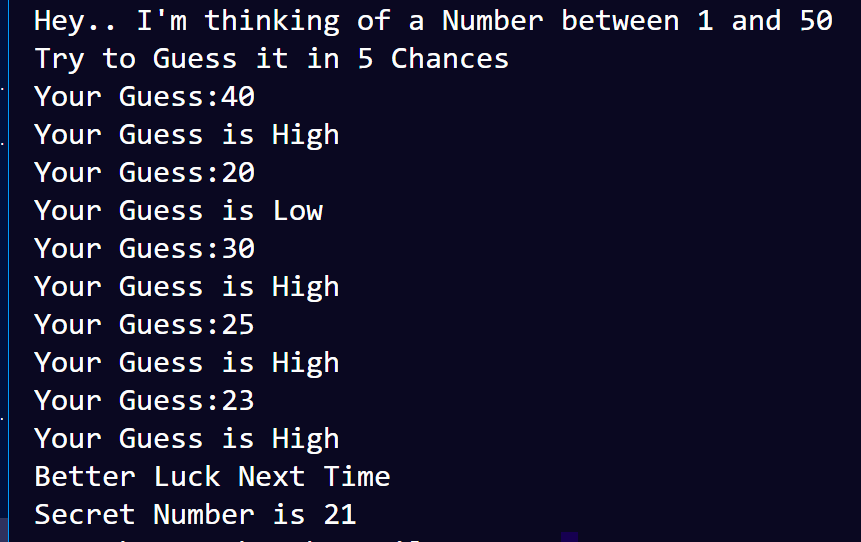 Hey.. I'm thinking of a Number between 1 and 50
Try to Guess it in 5 Chances
Your Guess:40
Your Guess is High
Your Guess:20
Your Guess is Low
Your Guess:30
Your Guess is High
Your Guess:25
Your Guess is High
Your Guess:23
Your Guess is High
Better Luck Next Time
Secret Number is 21